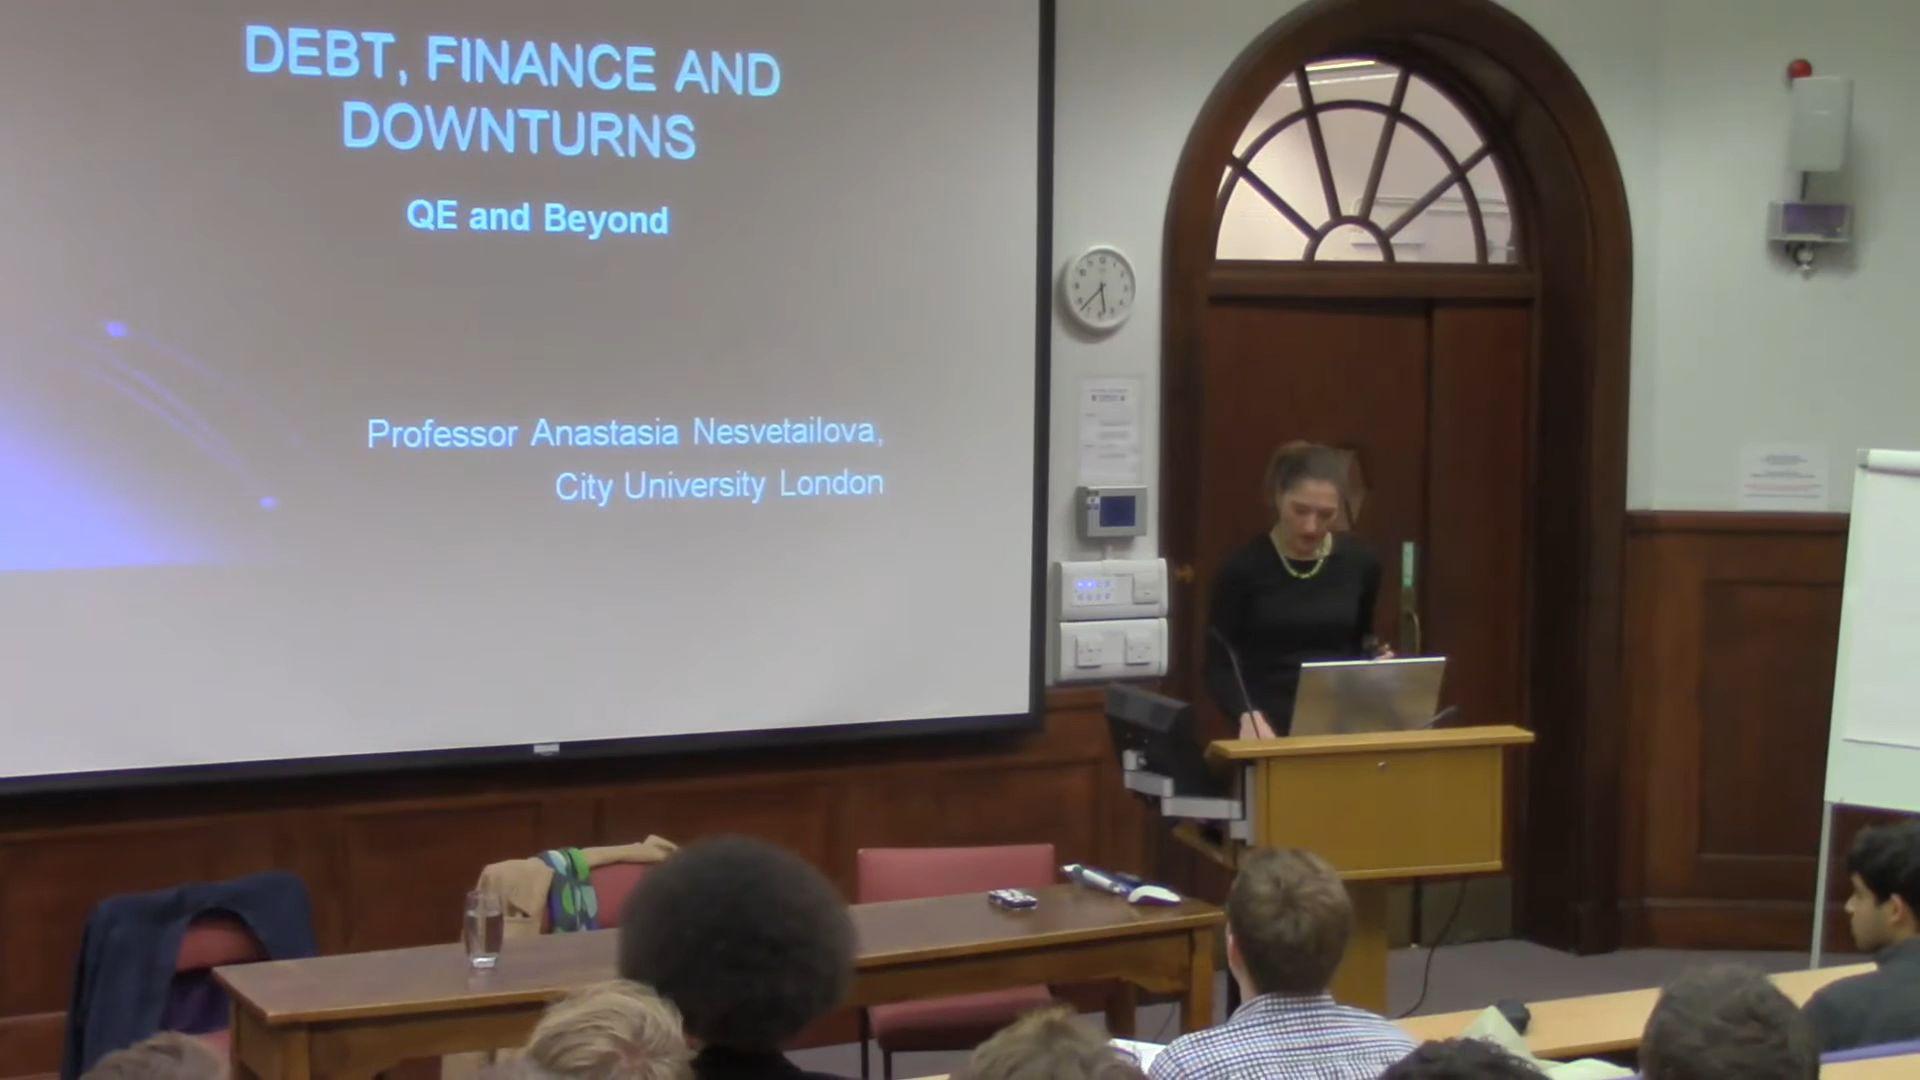 DEBT, FINANCE AND
DOWNTURNS
QE and Beyond
Professor Anastasia Nesvetailova,
City University London